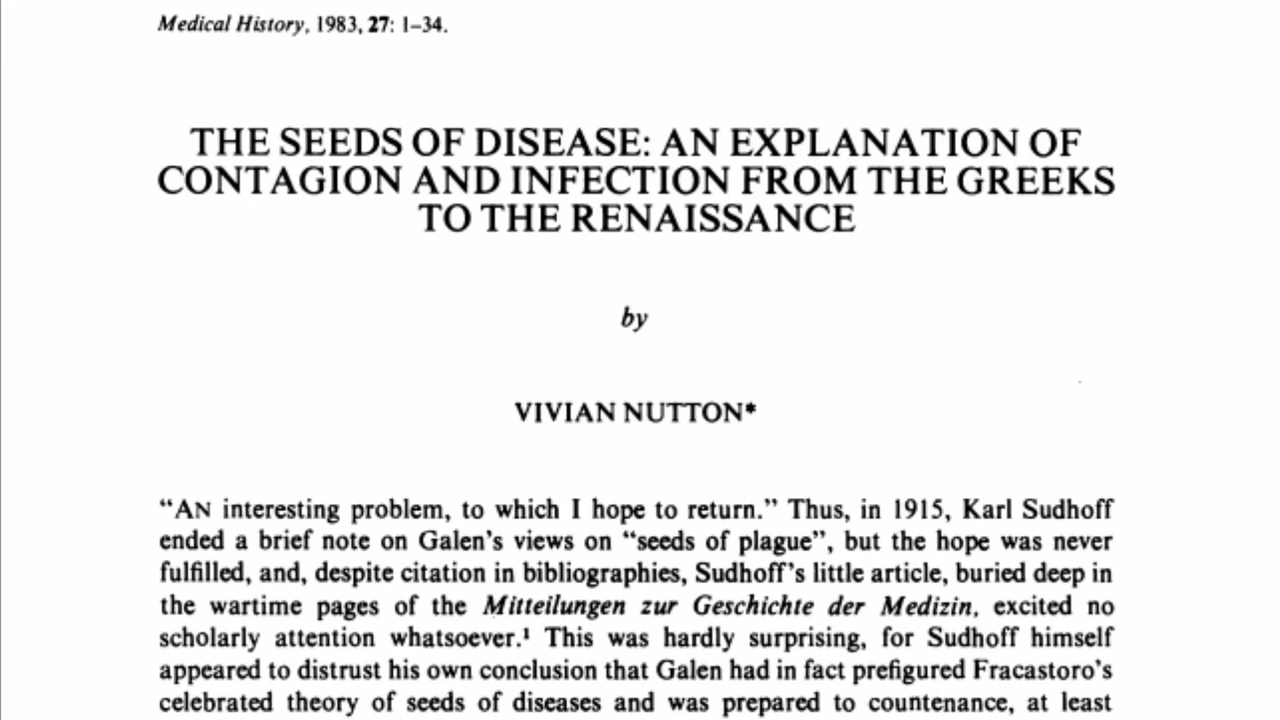 Medical History, 1983, 27: 1–34.
THE SEEDS OF DISEASE: AN EXPLANATION OF
CONTAGION AND INFECTION FROM THE GREEKS
TO THE RENAISSANCE
by
VIVIAN NUTTON*
“AN interesting problem, to which I hope to return.” Thus, in 1915, Karl Sudhoff
ended a brief note on Galen’s views on “seeds of plague”, but the hope was never
fulfilled, and, despite citation in bibliographies, Sudhoff’s little article, buried deep in
the wartime pages of the Mitteilungen zur Geschichte der Medizin, excited no
scholarly attention whatsoever.¹ This was hardly surprising, for Sudhoff himself
appeared to distrust his own conclusion that Galen had in fact prefigured Fracastoro’s
celebrated theory of seeds of diseases and was prepared to countenance, at least